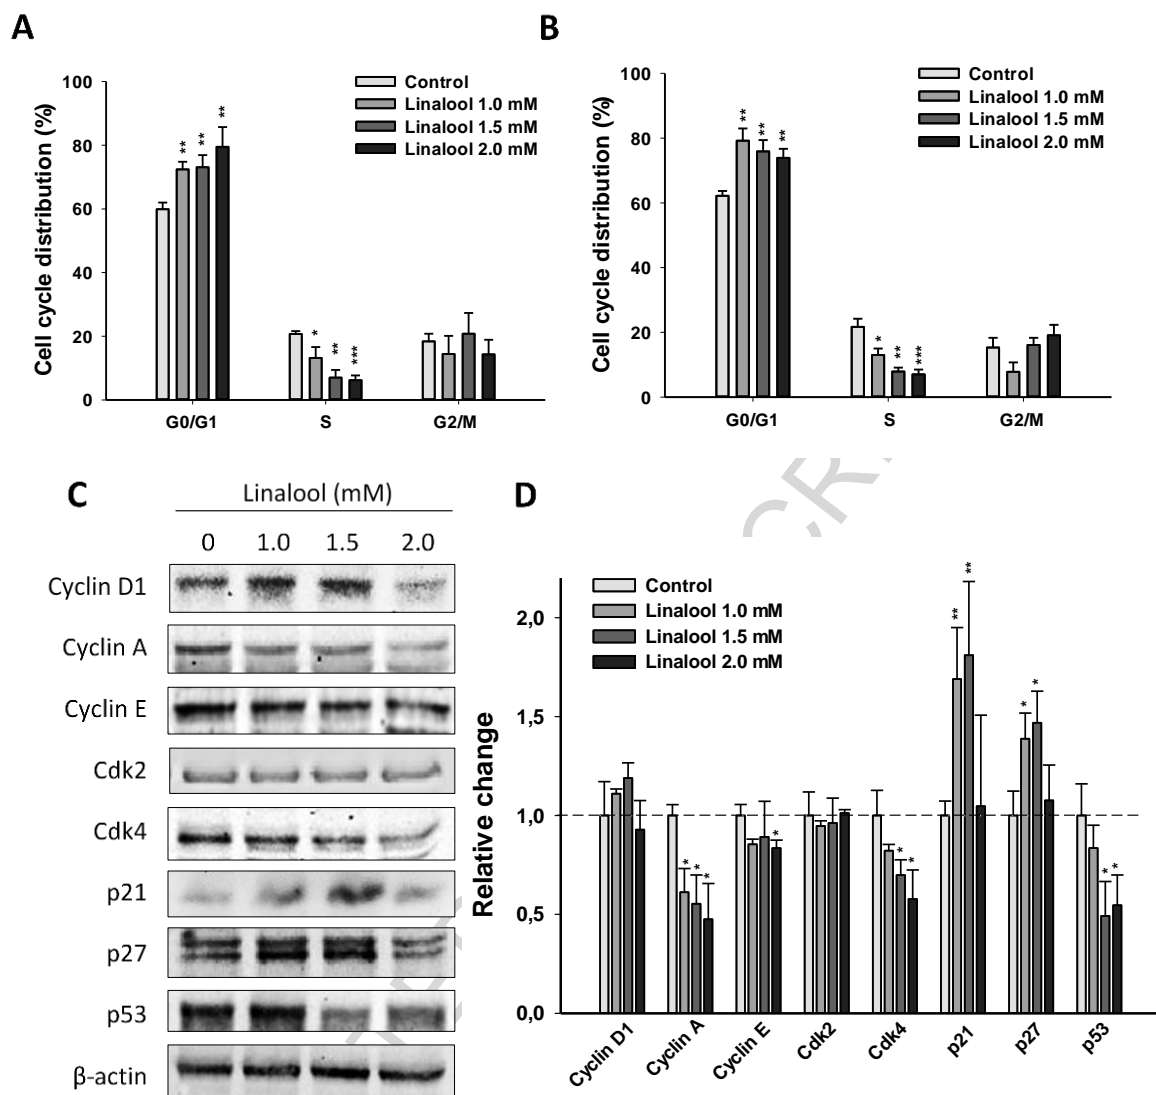 A
100
80
60
40
20
0
Cell cycle distribution (%)
Control
Linalool 1.0 mM
Linalool 1.5 mM
Linalool 2.0 mM
** ** **
* ** ***
G0/G1 S G2/M
B
100
80
60
40
20
0
Cell cycle distribution (%)
Control
Linalool 1.0 mM
Linalool 1.5 mM
Linalool 2.0 mM
** ** **
* ** ***
G0/G1 S G2/M
C
Linalool (mM)
0 1.0 1.5 2.0
Cyclin D1
Cyclin A
Cyclin E
Cdk2
Cdk4
p21
p27
p53
β-actin
D
Control
Linalool 1.0 mM
Linalool 1.5 mM
Linalool 2.0 mM
2,0
1,5
1,0
0,5
0,0
Relative change
* * * * * * ** ** * * * *
Cyclin D1 Cyclin A Cyclin E Cdk2 Cdk4 p21 p27 p53